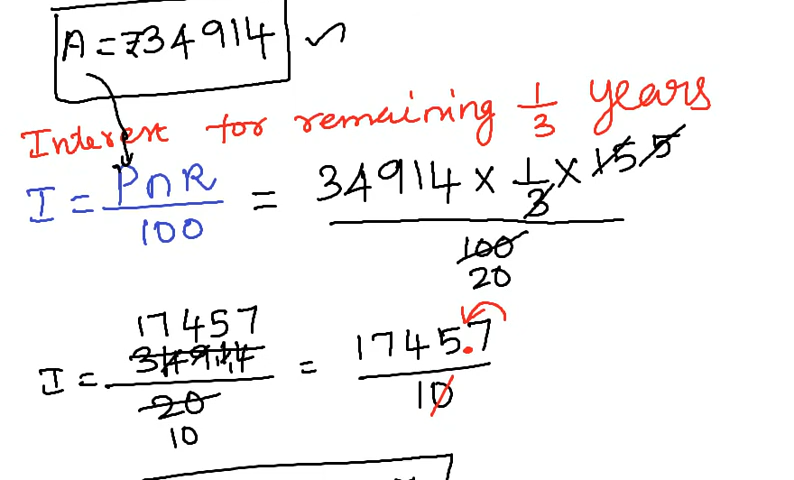 A = ₹34914
Interest for remaining 1/3 years
I = PnR/100 = 34914 × 1/3 × 15 5 / 100 20
I = 17457 34914 / 20 10 = 1745.7 / 10